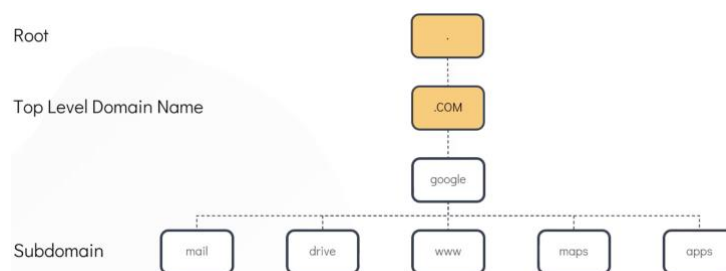 Root
.
Top Level Domain Name
.COM
google
Subdomain
mail
drive
www
maps
apps